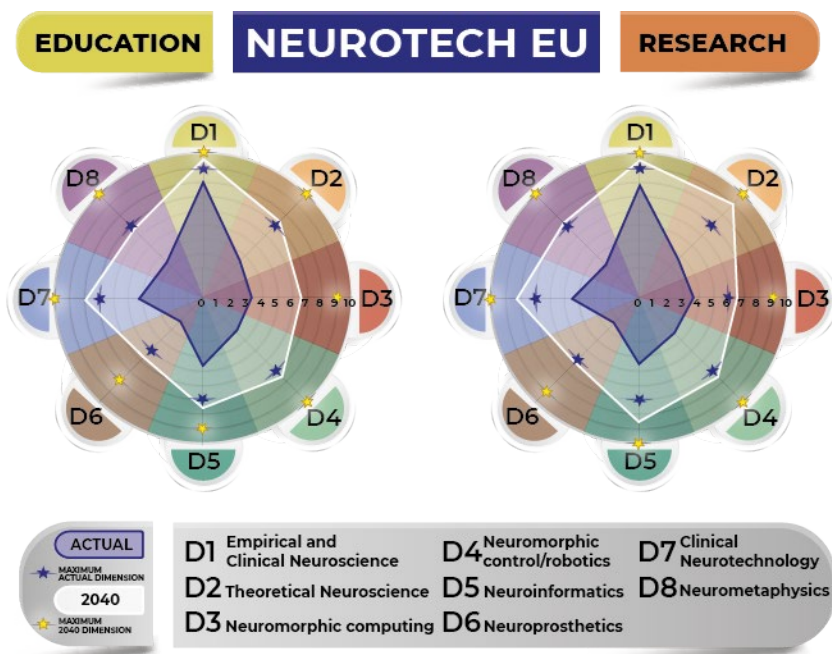 EDUCATION
NEUROTECH EU
RESEARCH
D1
D2
D3
D4
D5
D6
D7
D8
0 1 2 3 4 5 6 7 8 9 10
D1
D2
D3
D4
D5
D6
D7
D8
0 1 2 3 4 5 6 7 8 9 10
ACTUAL
MAXIMUM
ACTUAL DIMENSION
2040
MAXIMUM
2040 DIMENSION
D1 Empirical and
Clinical Neuroscience
D2 Theoretical Neuroscience
D3 Neuromorphic computing
D4 Neuromorphic
control/robotics
D5 Neuroinformatics
D6 Neuroprosthetics
D7 Clinical
Neurotechnology
D8 Neurometaphysics